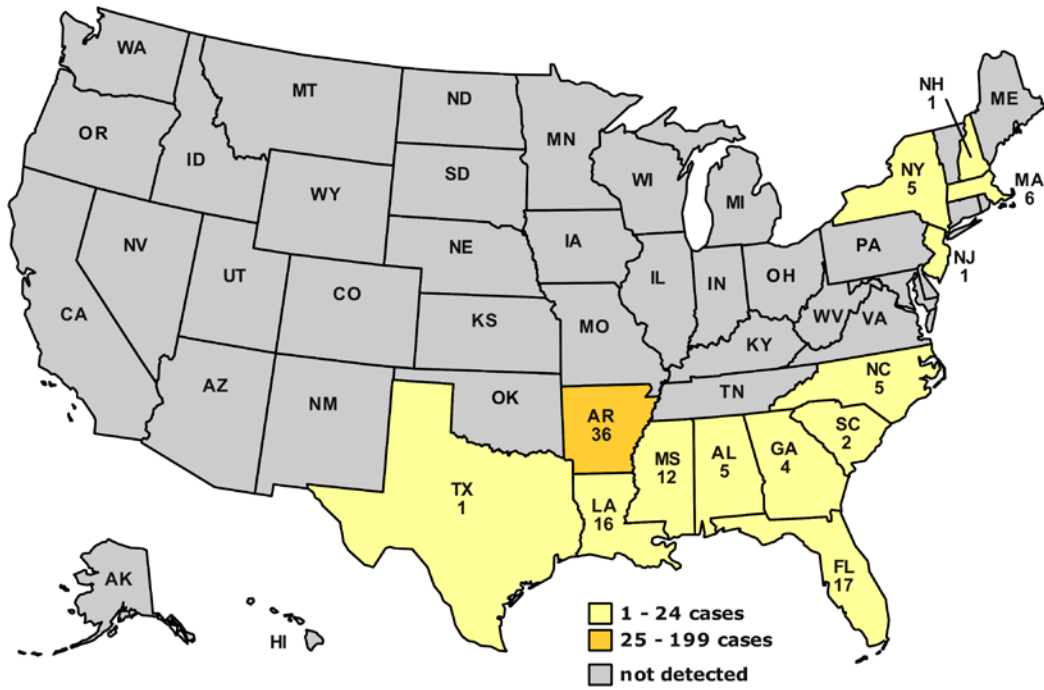 WA
MT
ND
MN
NH
1
ME
OR
ID
SD
WI
NY
5
MA
6
WY
MI
NV
NE
IA
PA
NJ
1
UT
CO
IL
IN
OH
CA
KS
MO
WV
VA
KY
AZ
NM
OK
TN
NC
5
AR
36
SC
2
TX
1
MS
12
AL
5
GA
4
LA
16
FL
17
AK
HI
1 - 24 cases
25 - 199 cases
not detected